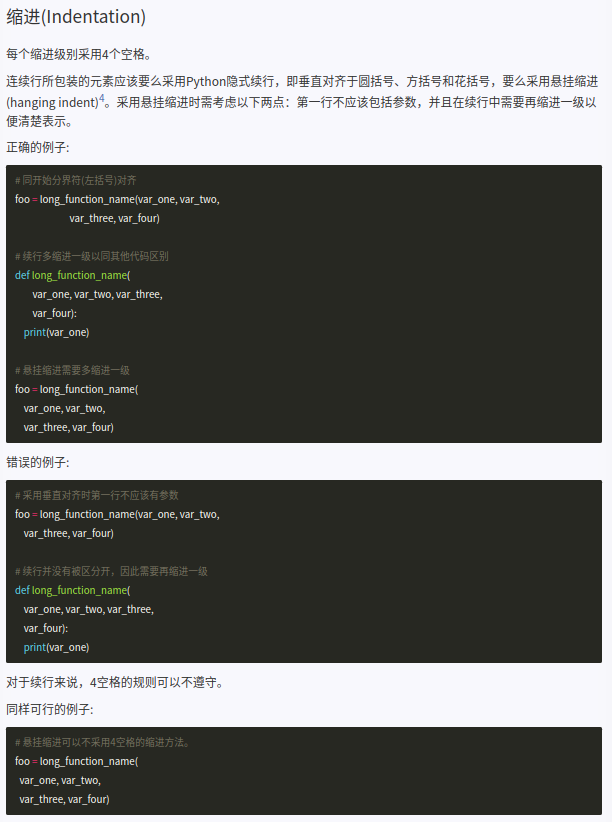 缩进(Indentation)
每个缩进级别采用4个空格。
连续行所包装的元素应该要么采用Python隐式续行，即垂直对齐于圆括号、方括号和花括号，要么采用悬挂缩进
(hanging indent)4。采用悬挂缩进时需考虑以下两点：第一行不应该包括参数，并且在续行中需要再缩进一级以
便清楚表示。
正确的例子:
# 同开始分界符(左括号)对齐
foo = long_function_name(var_one, var_two,
                         var_three, var_four)
# 续行多缩进一级以同其他代码区别
def long_function_name(
        var_one, var_two, var_three,
        var_four):
    print(var_one)
# 悬挂缩进需要多缩进一级
foo = long_function_name(
    var_one, var_two,
    var_three, var_four)
错误的例子:
# 采用垂直对齐时第一行不应该有参数
foo = long_function_name(var_one, var_two,
    var_three, var_four)
# 续行并没有被区分开，因此需要再缩进一级
def long_function_name(
    var_one, var_two, var_three,
    var_four):
    print(var_one)
对于续行来说，4空格的规则可以不遵守。
同样可行的例子:
# 悬挂缩进可以不采用4空格的缩进方法。
foo = long_function_name(
  var_one, var_two,
  var_three, var_four)